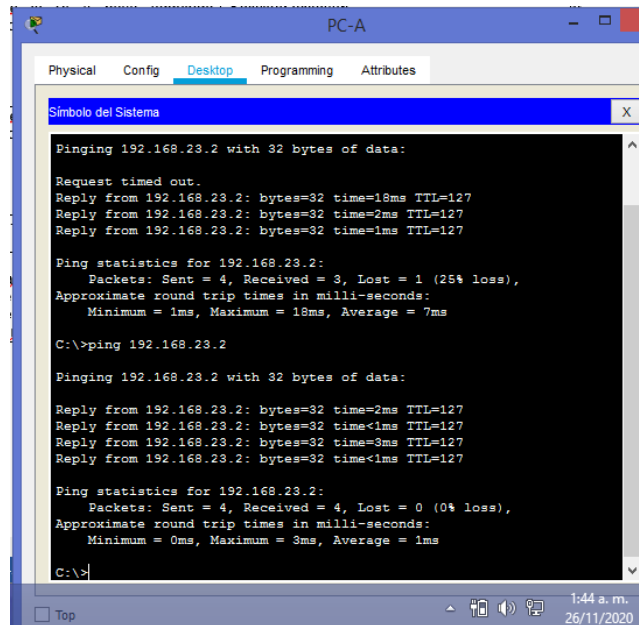 PC-A
Physical Config Desktop Programming Attributes
Símbolo del Sistema
X
Pinging 192.168.23.2 with 32 bytes of data:
Request timed out.
Reply from 192.168.23.2: bytes=32 time=18ms TTL=127
Reply from 192.168.23.2: bytes=32 time=2ms TTL=127
Reply from 192.168.23.2: bytes=32 time=1ms TTL=127
Ping statistics for 192.168.23.2:
Packets: Sent = 4, Received = 3, Lost = 1 (25% loss),
Approximate round trip times in milli-seconds:
Minimum = 1ms, Maximum = 18ms, Average = 7ms
C:\>ping 192.168.23.2
Pinging 192.168.23.2 with 32 bytes of data:
Reply from 192.168.23.2: bytes=32 time=2ms TTL=127
Reply from 192.168.23.2: bytes=32 time<1ms TTL=127
Reply from 192.168.23.2: bytes=32 time=3ms TTL=127
Reply from 192.168.23.2: bytes=32 time<1ms TTL=127
Ping statistics for 192.168.23.2:
Packets: Sent = 4, Received = 4, Lost = 0 (0% loss),
Approximate round trip times in milli-seconds:
Minimum = 0ms, Maximum = 3ms, Average = 1ms
C:\>
Top
1:44 a. m.
26/11/2020